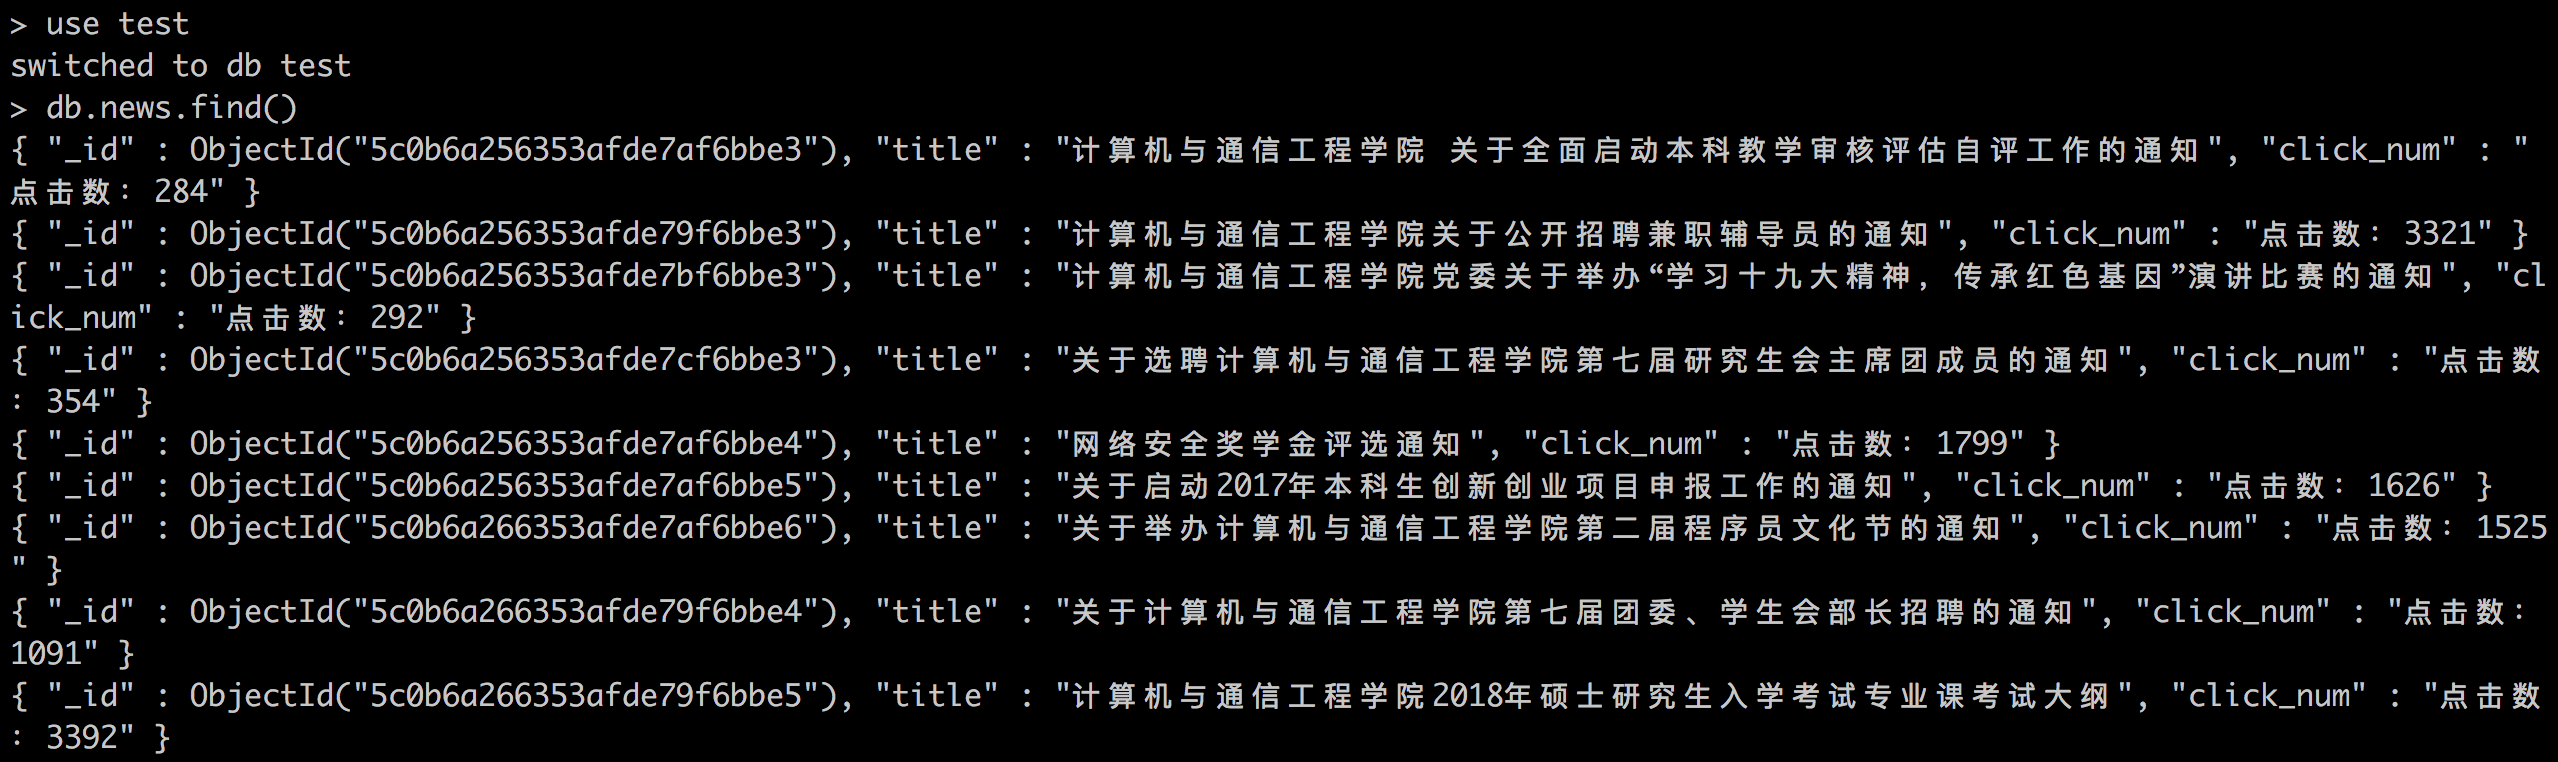 > use test
switched to db test
> db.news.find()
{ "_id" : ObjectId("5c0b6a256353afde7af6bbe3"), "title" : "计算机与通信工程学院 关于全面启动本科教学审核评估自评工作的通知", "click_num" : "
点击数: 284" }
{ "_id" : ObjectId("5c0b6a256353afde79f6bbe3"), "title" : "计算机与通信工程学院关于公开招聘兼职辅导员的通知", "click_num" : "点击数: 3321" }
{ "_id" : ObjectId("5c0b6a256353afde7bf6bbe3"), "title" : "计算机与通信工程学院党委关于举办“学习十九大精神，传承红色基因”演讲比赛的通知", "cl
ick_num" : "点击数: 292" }
{ "_id" : ObjectId("5c0b6a256353afde7cf6bbe3"), "title" : "关于选聘计算机与通信工程学院第七届研究生会主席团成员的通知", "click_num" : "点击数
: 354" }
{ "_id" : ObjectId("5c0b6a256353afde7af6bbe4"), "title" : "网络安全奖学金评选通知", "click_num" : "点击数: 1799" }
{ "_id" : ObjectId("5c0b6a256353afde7af6bbe5"), "title" : "关于启动2017年本科生创新创业项目申报工作的通知", "click_num" : "点击数: 1626" }
{ "_id" : ObjectId("5c0b6a266353afde7af6bbe6"), "title" : "关于举办计算机与通信工程学院第二届程序员文化节的通知", "click_num" : "点击数: 1525
" }
{ "_id" : ObjectId("5c0b6a266353afde79f6bbe4"), "title" : "关于计算机与通信工程学院第七届团委、学生会部长招聘的通知", "click_num" : "点击数:
1091" }
{ "_id" : ObjectId("5c0b6a266353afde79f6bbe5"), "title" : "计算机与通信工程学院2018年硕士研究生入学考试专业课考试大纲", "click_num" : "点击数
: 3392" }